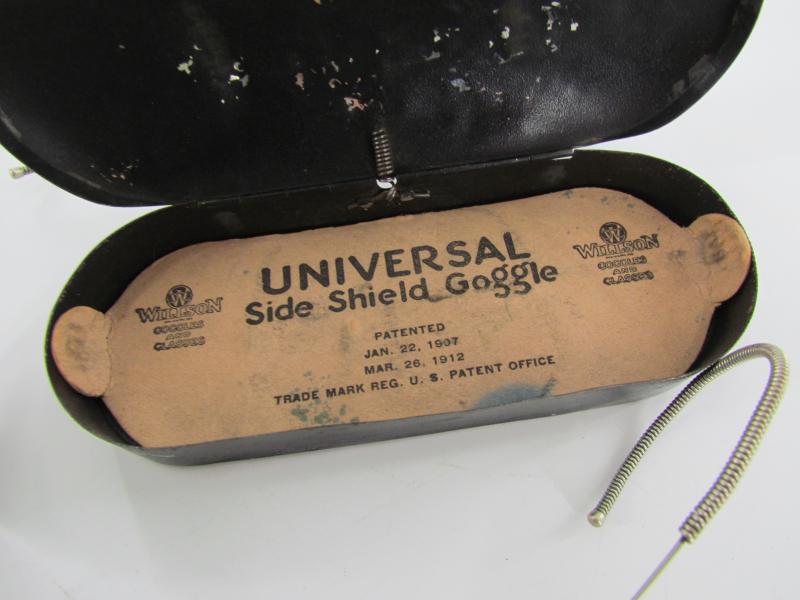 UNIVERSAL
Side Shield Goggle
PATENTED
JAN. 22, 1907
MAR. 26, 1912
TRADE MARK REG. U. S. PATENT OFFICE
W
WILLSON
GOGGLES
AND
GLASSES
W
WILLSON
GOGGLES
AND
GLASSES